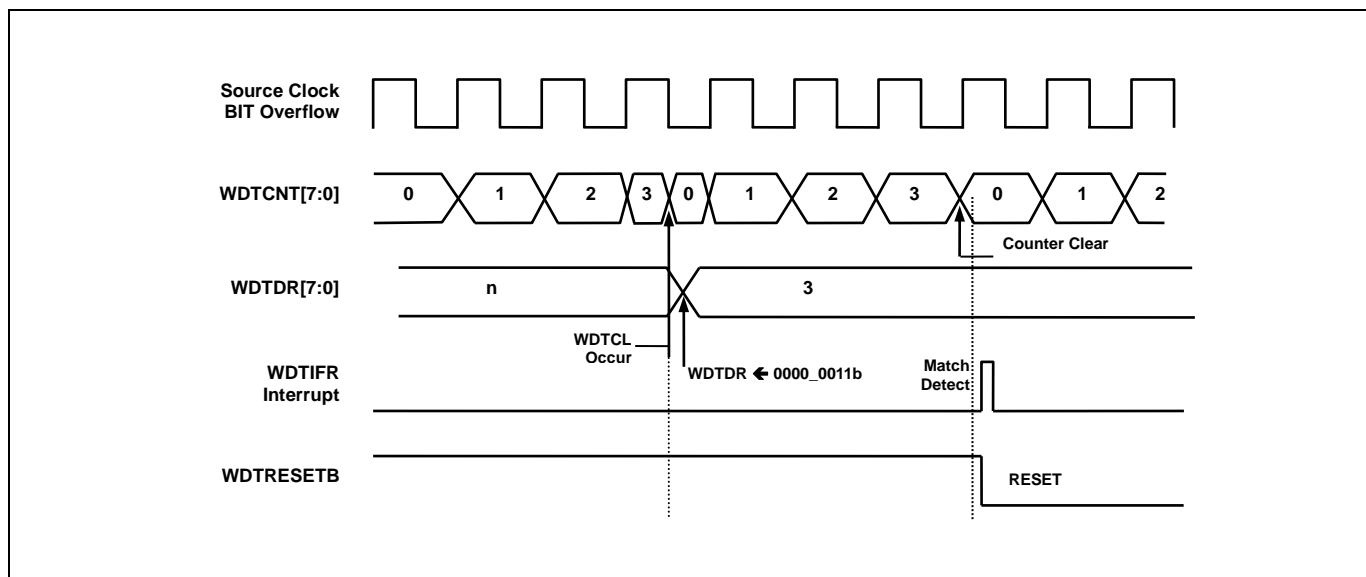 Source Clock
BIT Overflow
WDTCNT[7:0]
0 1 2 3 0 1 2 3 0 1 2
Counter Clear
WDTDR[7:0]
n 3
WDTCL
Occur
WDTDR 🡸 0000_0011b
WDTIFR
Interrupt
Match
Detect
WDTRESETB
RESET